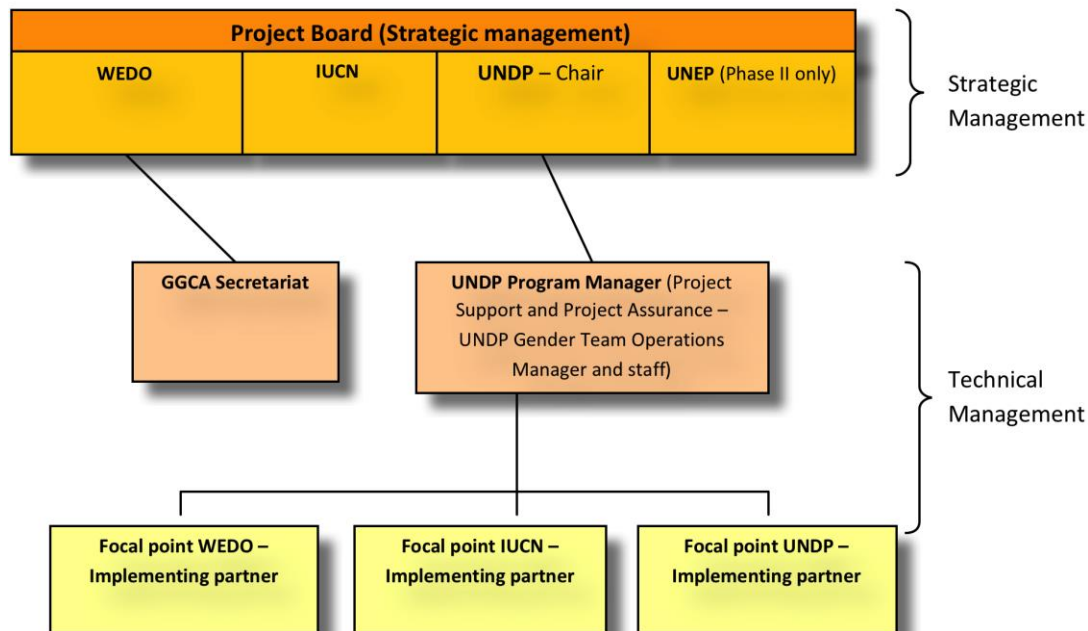 Project Board (Strategic management)
WEDO
IUCN
UNDP – Chair
UNEP (Phase II only)
Strategic
Management
GGCA Secretariat
UNDP Program Manager (Project
Support and Project Assurance –
UNDP Gender Team Operations
Manager and staff)
Technical
Management
Focal point WEDO –
Implementing partner
Focal point IUCN –
Implementing partner
Focal point UNDP –
Implementing partner